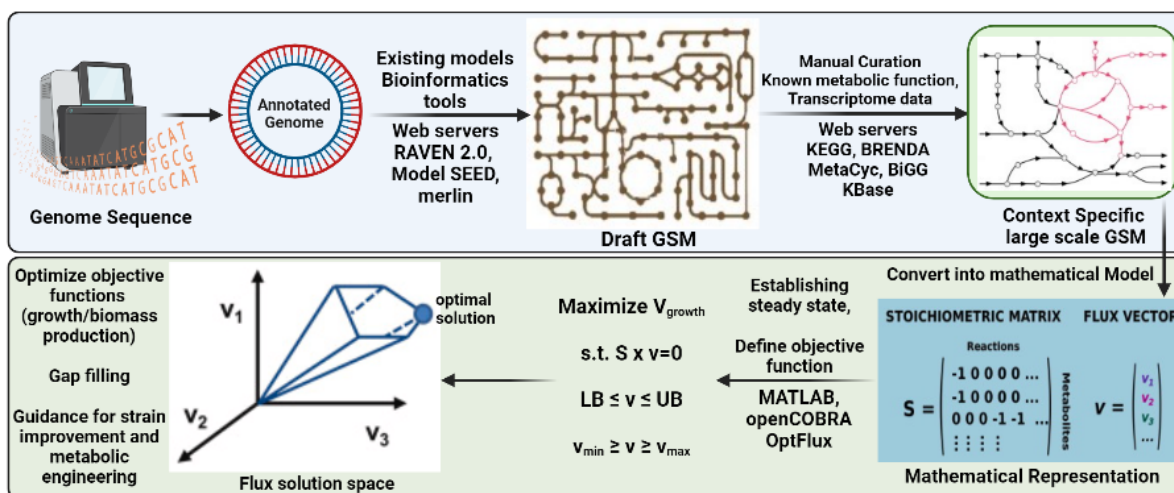 Annotated
Genome
Genome Sequence
Existing models
Bioinformatics
tools
Web servers
RAVEN 2.0,
Model SEED,
merlin
Draft GSM
Manual Curation
Known metabolic function,
Transcriptome data
Web servers
KEGG, BRENDA
MetaCyc, BiGG
KBase
Context Specific
large scale GSM
Convert into mathematical Model
STOICHIOMETRIC MATRIX
FLUX VECTOR
Reactions
S =
-1 0 0 0 0 ...
-1 0 0 0 0 ...
0 0 0 -1 -1 ...
⋮ ⋮ ⋮ ⋮
Metabolites
v =
v1
v2
v3
...
Mathematical Representation
Establishing
steady state,
Define objective
function
MATLAB,
openCOBRA
OptFlux
Maximize Vgrowth
s.t. S x v=0
LB ≤ v ≤ UB
vmin ≥ v ≥ vmax
optimal
solution
v1
v2
v3
Flux solution space
Optimize objective
functions
(growth/biomass
production)
Gap filling
Guidance for strain
improvement and
metabolic
engineering